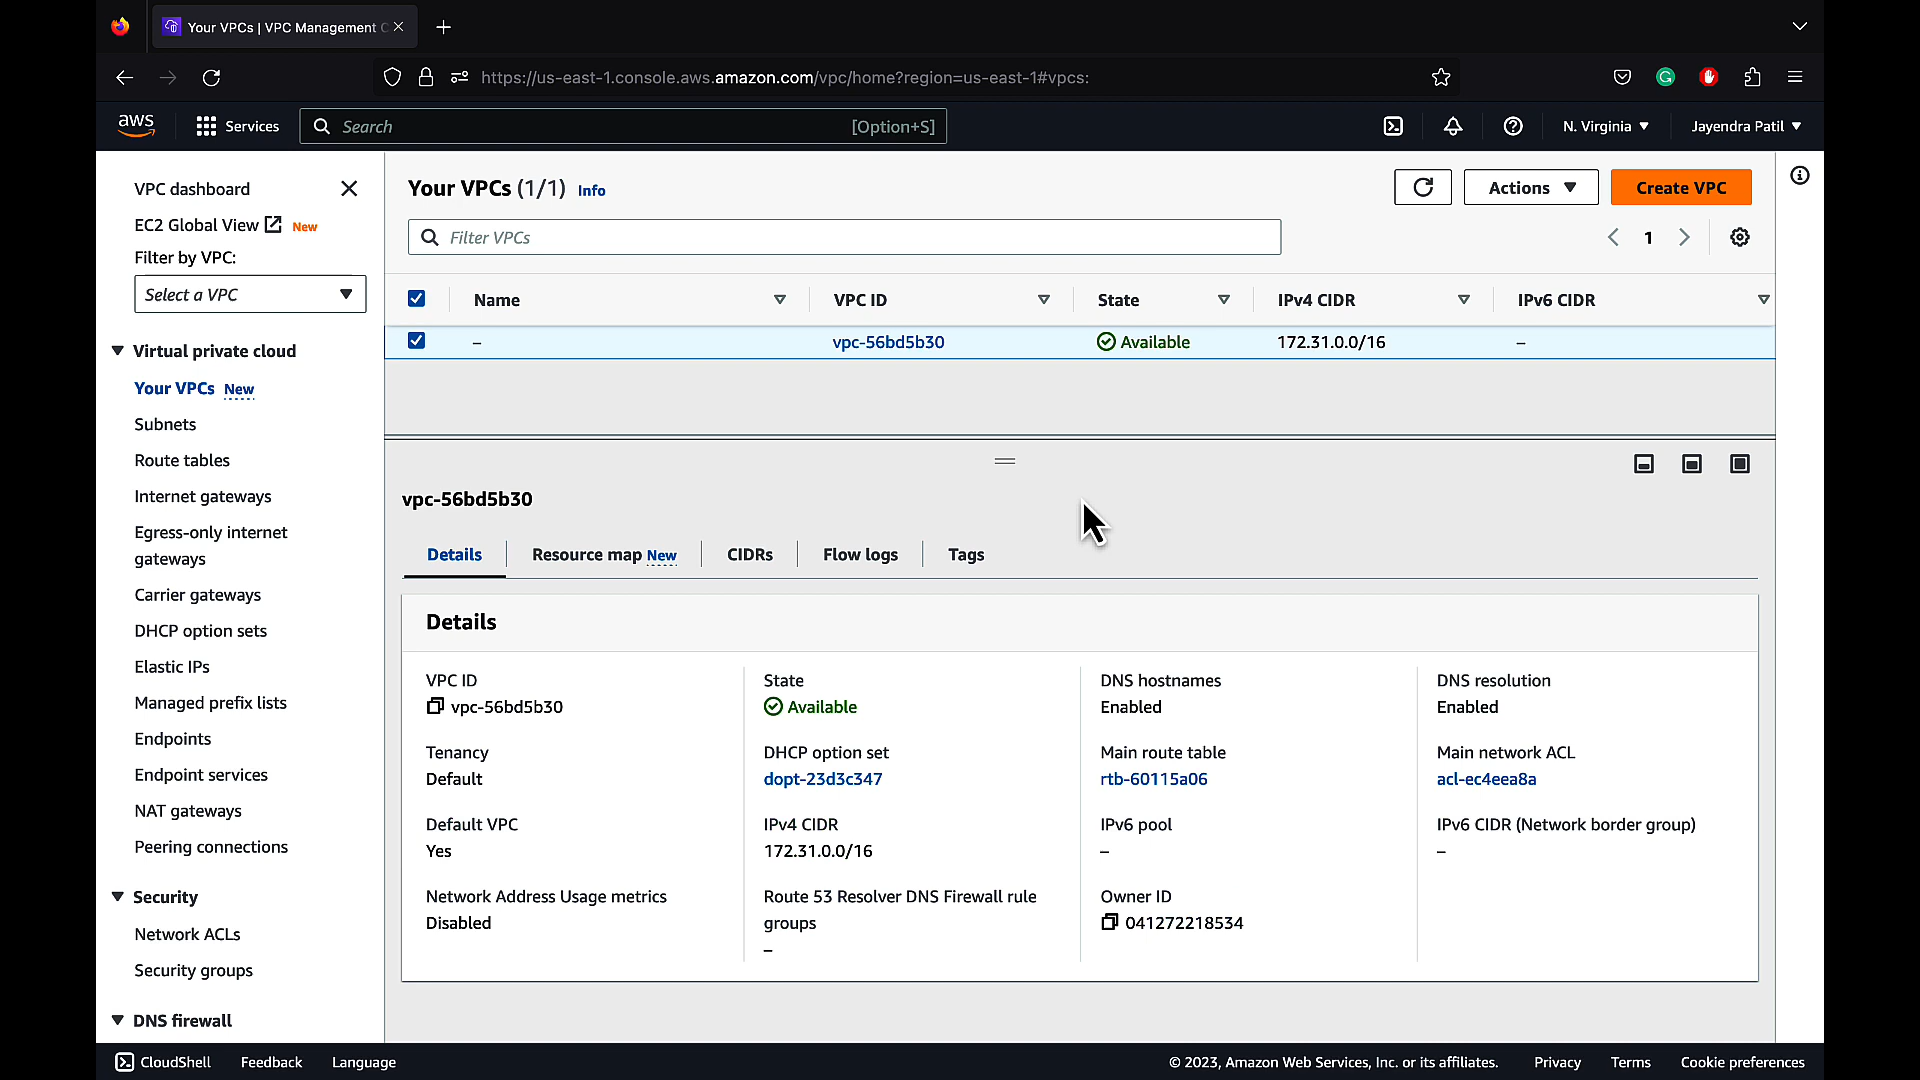 Your VPCs | VPC Management C
https://us-east-1.console.aws.amazon.com/vpc/home?region=us-east-1#vpcs:
aws
Services
Search
[Option+S]
N. Virginia
Jayendra Patil
VPC dashboard
EC2 Global View
New
Filter by VPC:
Select a VPC
Virtual private cloud
Your VPCs New
Subnets
Route tables
Internet gateways
Egress-only internet
gateways
Carrier gateways
DHCP option sets
Elastic IPs
Managed prefix lists
Endpoints
Endpoint services
NAT gateways
Peering connections
Security
Network ACLs
Security groups
DNS firewall
Your VPCs (1/1) Info
Actions
Create VPC
Filter VPCs
1
Name VPC ID State IPv4 CIDR IPv6 CIDR
– vpc-56bd5b30 Available 172.31.0.0/16 –
vpc-56bd5b30
Details Resource map New CIDRs Flow logs Tags
Details
VPC ID
vpc-56bd5b30
State
Available
DNS hostnames
Enabled
DNS resolution
Enabled
Tenancy
Default
DHCP option set
dopt-23d3c347
Main route table
rtb-60115a06
Main network ACL
acl-ec4eea8a
Default VPC
Yes
IPv4 CIDR
172.31.0.0/16
IPv6 pool
–
IPv6 CIDR (Network border group)
–
Network Address Usage metrics
Disabled
Route 53 Resolver DNS Firewall rule
groups
–
Owner ID
041272218534
CloudShell Feedback Language
© 2023, Amazon Web Services, Inc. or its affiliates. Privacy Terms Cookie preferences